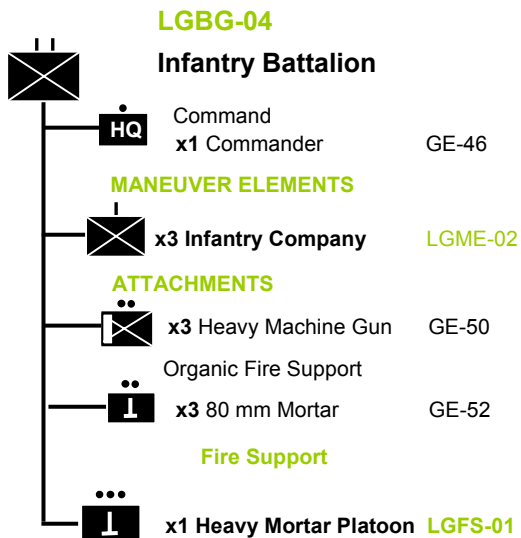 LGBG-04
Infantry Battalion
HQ
Command
x1 Commander GE-46
MANEUVER ELEMENTS
x3 Infantry Company LGME-02
ATTACHMENTS
x3 Heavy Machine Gun GE-50
Organic Fire Support
x3 80 mm Mortar GE-52
Fire Support
x1 Heavy Mortar Platoon LGFS-01